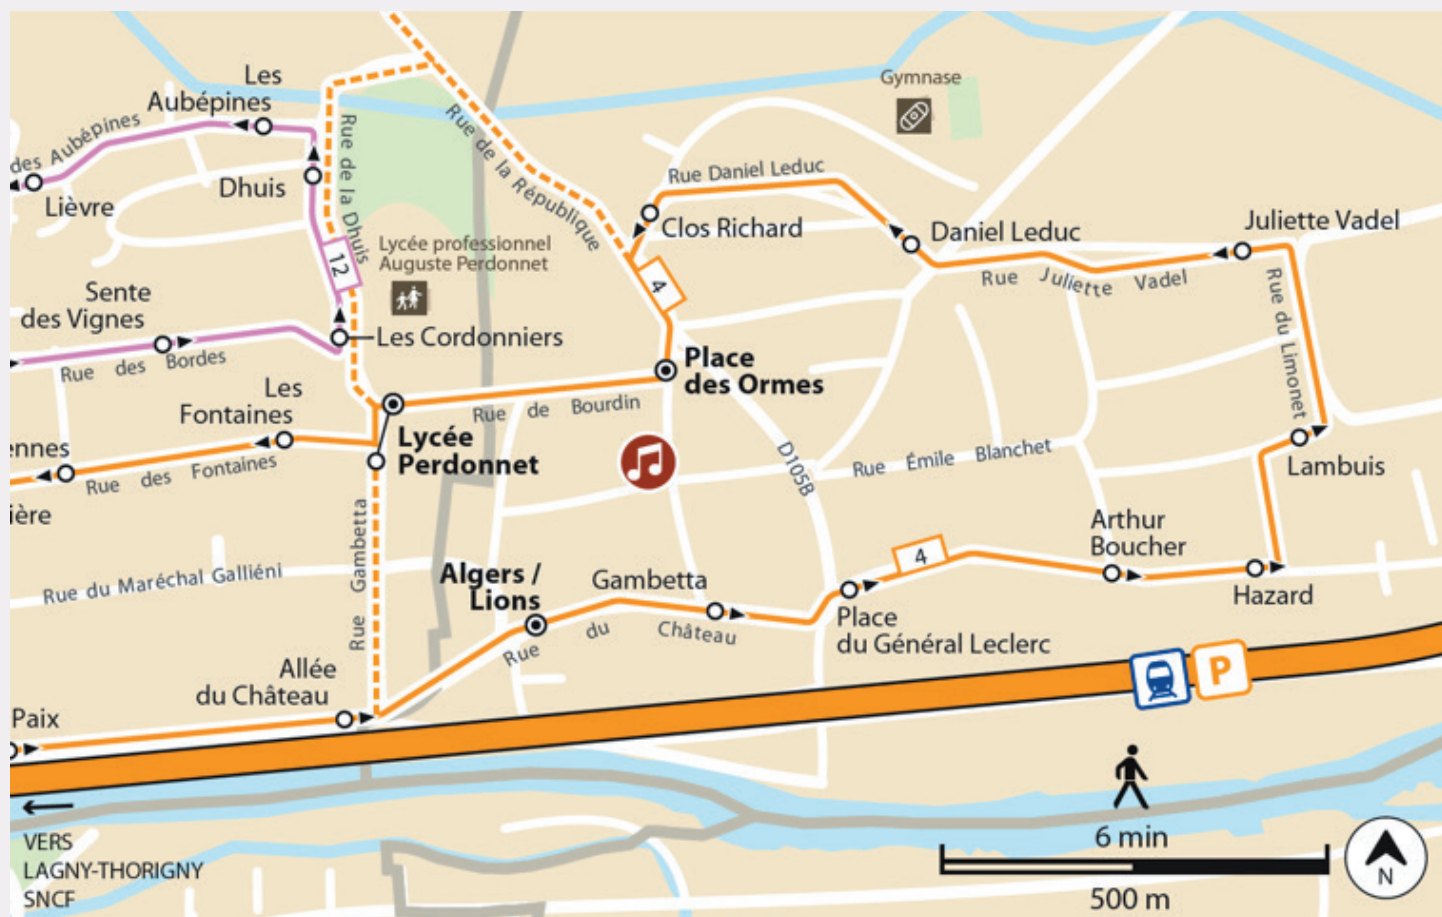 Les
Aubépines
des Aubépines
Lièvre
Dhuis
Rue de la Dhuis
12
Rue de la République
Lycée professionnel
Auguste Perdonnet
Gymnase
Rue Daniel Leduc
Clos Richard
Daniel Leduc
Juliette Vadel
Rue Juliette Vadel
Rue du Limonet
4
Sente
des Vignes
Rue des Bordes
Les Cordonniers
Place
des Ormes
Les
Fontaines
Rue de Bourdin
Lycée
Perdonnet
ennes
Rue des Fontaines
ière
D105B
Rue Émile Blanchet
Lambuis
Rue Gambetta
Rue du Maréchal Galliéni
Algers /
Lions
Gambetta
4
Arthur
Boucher
Hazard
Place
du Général Leclerc
Rue du Château
Allée
du Château
Paix
P
VERS
LAGNY-THORIGNY
SNCF
6 min
500 m
N